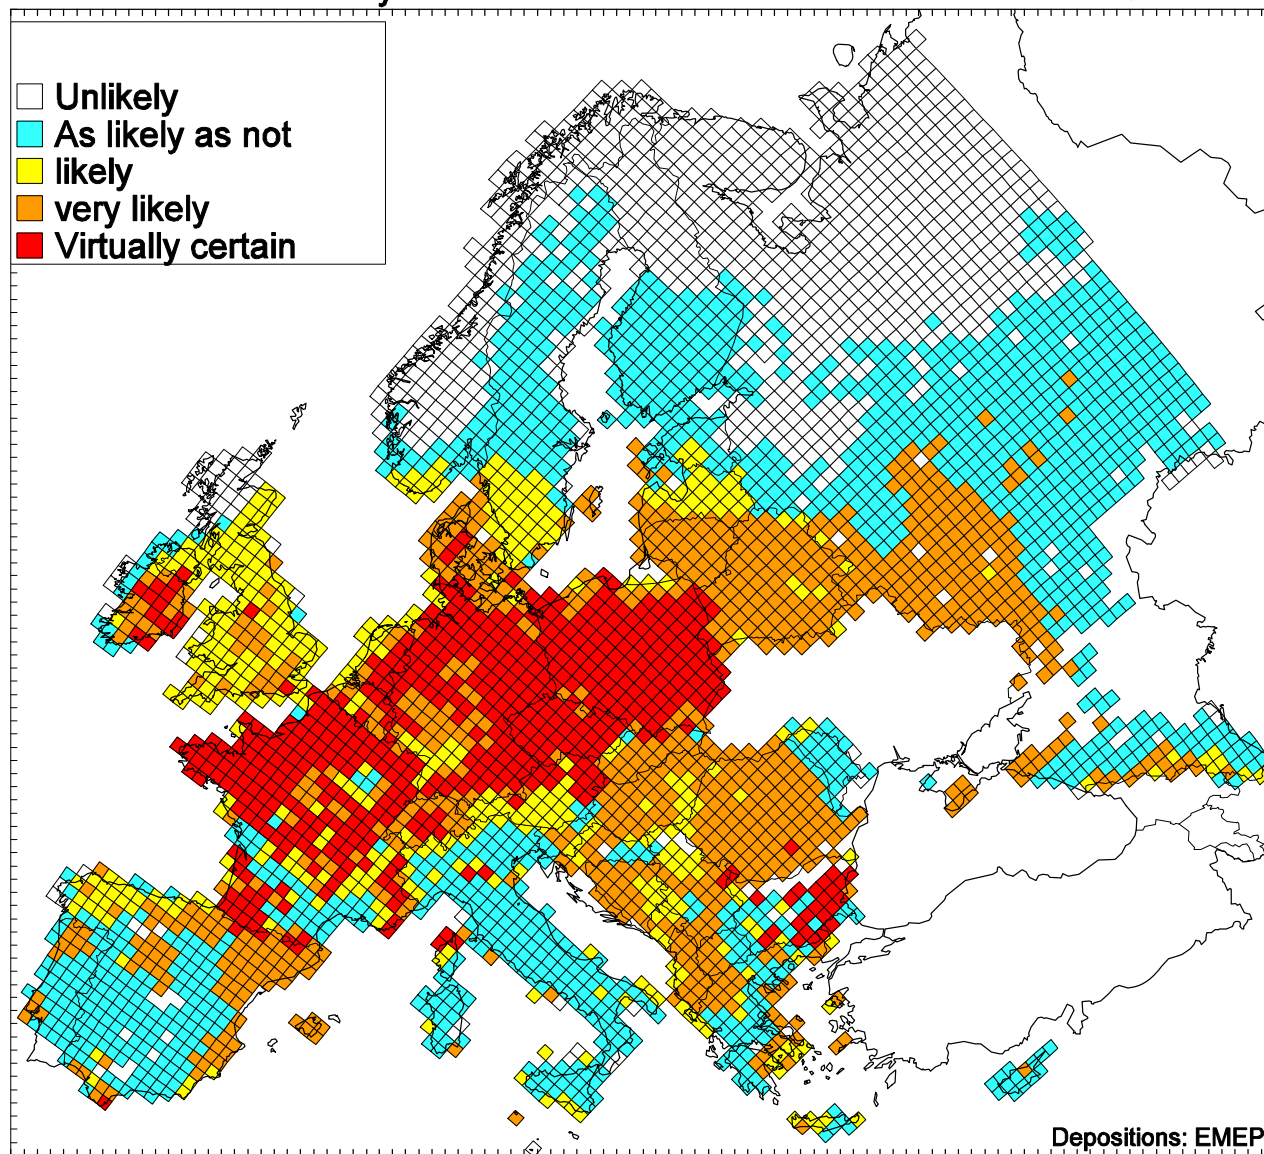 Unlikely
As likely as not
likely
very likely
Virtually certain
Depositions: EMEP